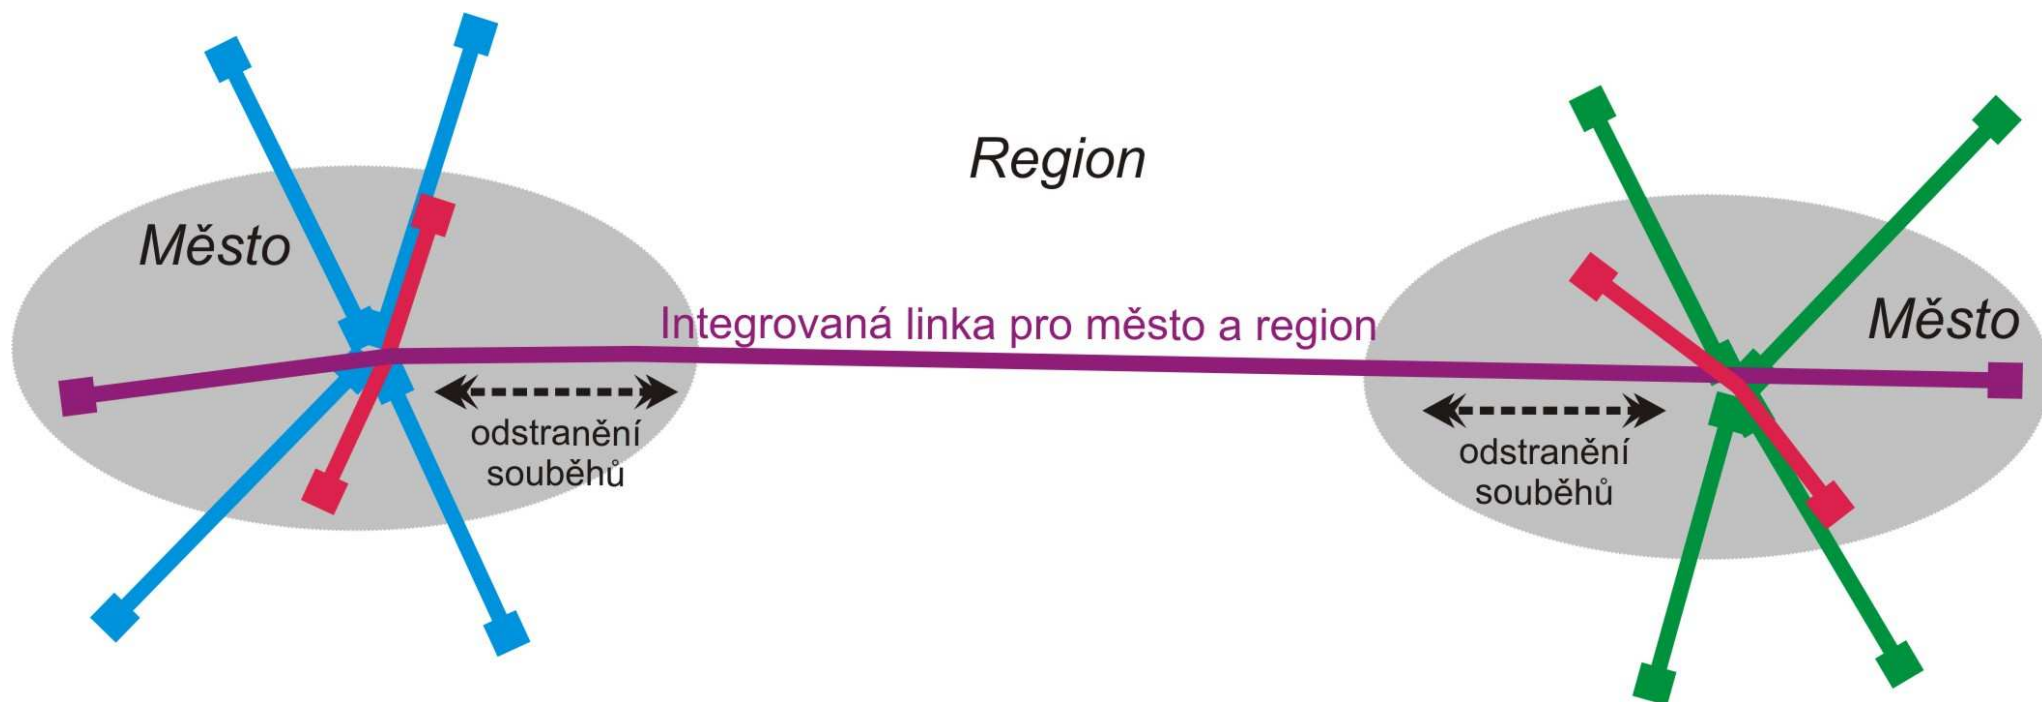 Region
Město
Integrovaná linka pro město a region
Město
odstranění
souběhů
odstranění
souběhů